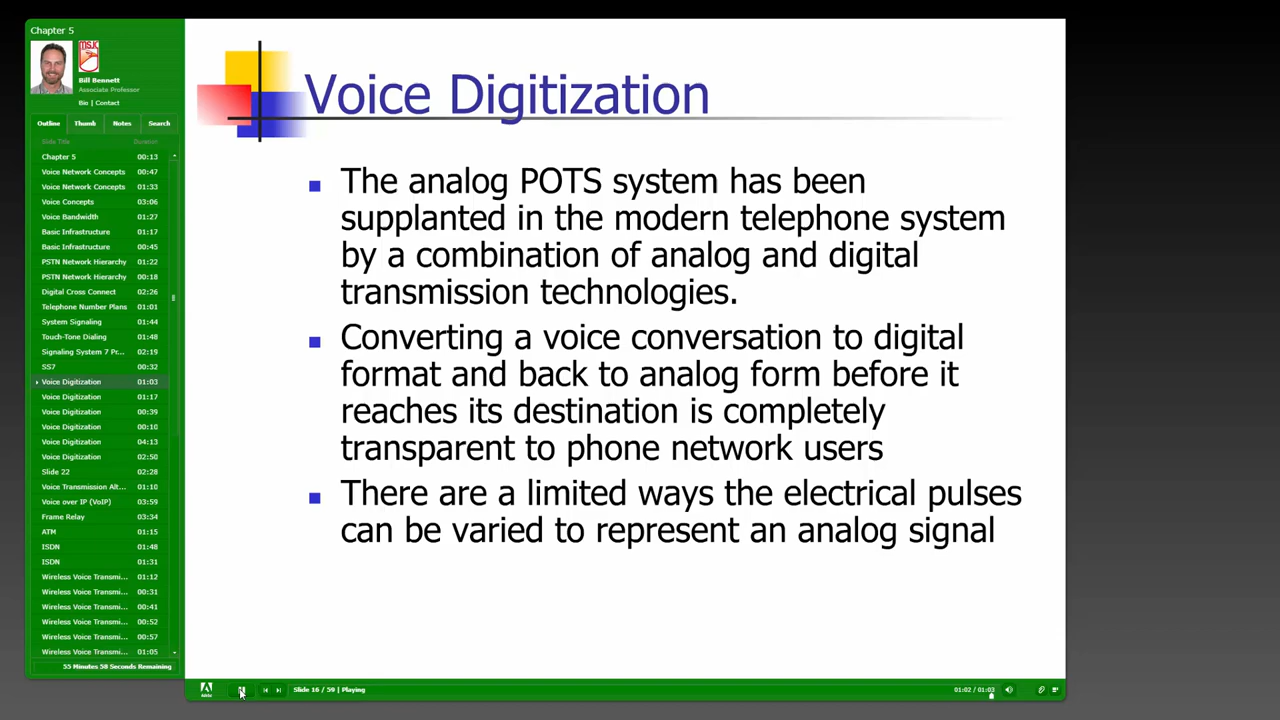 Chapter 5
MSJC
Bill Bennett
Associate Professor
Bio | Contact
Outline Thumb Notes Search
Slide Title Duration
Chapter 5 00:13
Voice Network Concepts 00:47
Voice Network Concepts 01:33
Voice Concepts 03:06
Voice Bandwidth 01:27
Basic Infrastructure 01:17
Basic Infrastructure 00:45
PSTN Network Hierarchy 01:22
PSTN Network Hierarchy 00:18
Digital Cross Connect 02:26
Telephone Number Plans 01:01
System Signaling 01:44
Touch-Tone Dialing 01:48
Signaling System 7 Pr... 02:19
SS7 00:32
Voice Digitization 01:03
Voice Digitization 01:17
Voice Digitization 00:39
Voice Digitization 00:10
Voice Digitization 04:13
Voice Digitization 02:50
Slide 22 02:28
Voice Transmission Alt... 01:10
Voice over IP (VoIP) 03:59
Frame Relay 03:34
ATM 01:15
ISDN 01:48
ISDN 01:31
Wireless Voice Transmi... 01:12
Wireless Voice Transmi... 00:31
Wireless Voice Transmi... 00:41
Wireless Voice Transmi... 00:52
Wireless Voice Transmi... 00:57
Wireless Voice Transmi... 01:05
55 Minutes 58 Seconds Remaining
Voice Digitization
The analog POTS system has been
supplanted in the modern telephone system
by a combination of analog and digital
transmission technologies.
Converting a voice conversation to digital
format and back to analog form before it
reaches its destination is completely
transparent to phone network users
There are a limited ways the electrical pulses
can be varied to represent an analog signal
Slide 16 / 59 | Playing
01:02 / 01:03